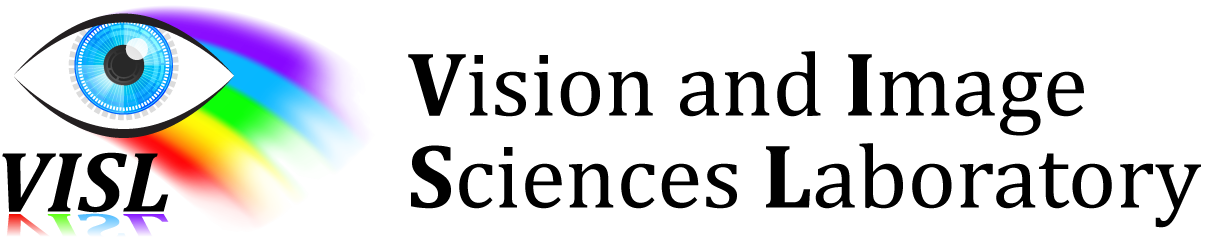 VISL
Vision and Image
Sciences Laboratory